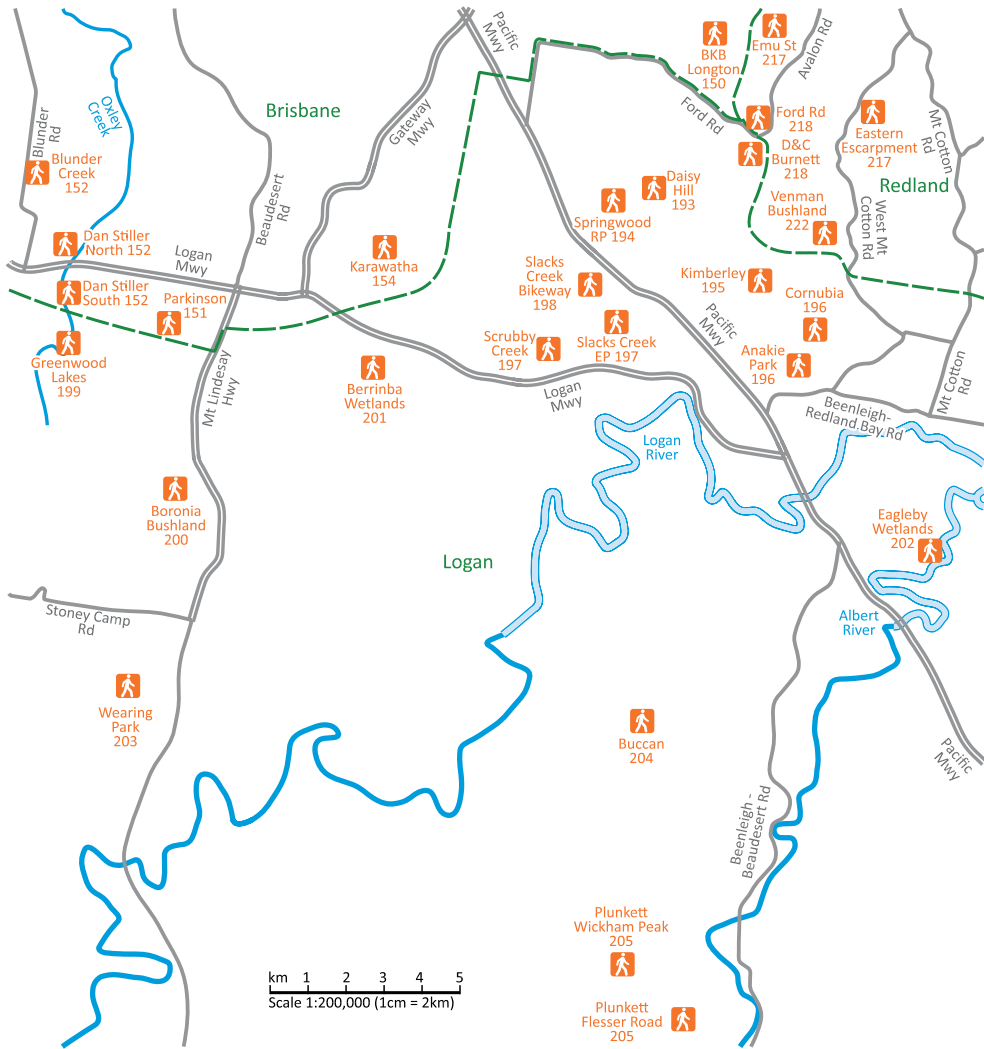 Pacific
Mwy
BKB
Longton
150
Emu St
217
Avalon Rd
Oxley
Creek
Brisbane
Gateway
Mwy
Ford Rd
Ford Rd
218
Blunder
Rd
Eastern
Escarpment
217
Mt Cotton
Rd
Blunder
Creek
152
D&C
Burnett
218
Redland
Daisy
Hill
193
Beaudesert
Rd
Springwood
RP 194
Venman
Bushland
222
West Mt
Cotton Rd
Dan Stiller
North 152
Logan
Mwy
Karawatha
154
Slacks
Creek
Bikeway
198
Kimberley
195
Dan Stiller
South 152
Parkinson
151
Cornubia
196
Pacific
Mwy
Scrubby
Creek
197
Slacks Creek
EP 197
Greenwood
Lakes
199
Anakie
Park
196
Mt Lindesay
Hwy
Berrinba
Wetlands
201
Logan
Mwy
Mt Cotton
Rd
Beenleigh-
Redland Bay Rd
Logan
River
Boronia
Bushland
200
Eagleby
Wetlands
202
Logan
Stoney Camp
Rd
Albert
River
Wearing
Park
203
Buccan
204
Pacific
Mwy
Beenleigh -
Beaudesert Rd
Plunkett
Wickham Peak
205
km 1 2 3 4 5
Scale 1:200,000 (1cm = 2km)
Plunkett
Flesser Road
205